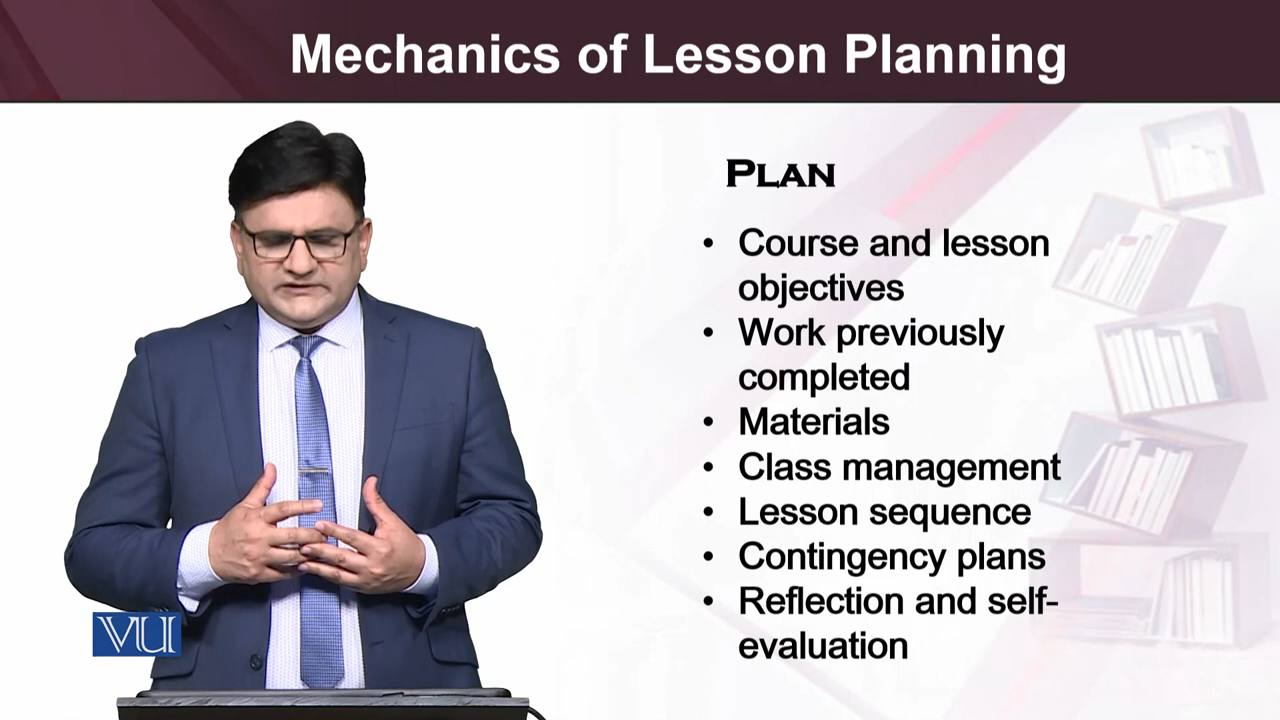 Mechanics of Lesson Planning
PLAN
• Course and lesson
objectives
• Work previously
completed
• Materials
• Class management
• Lesson sequence
• Contingency plans
• Reflection and self-
evaluation
VU